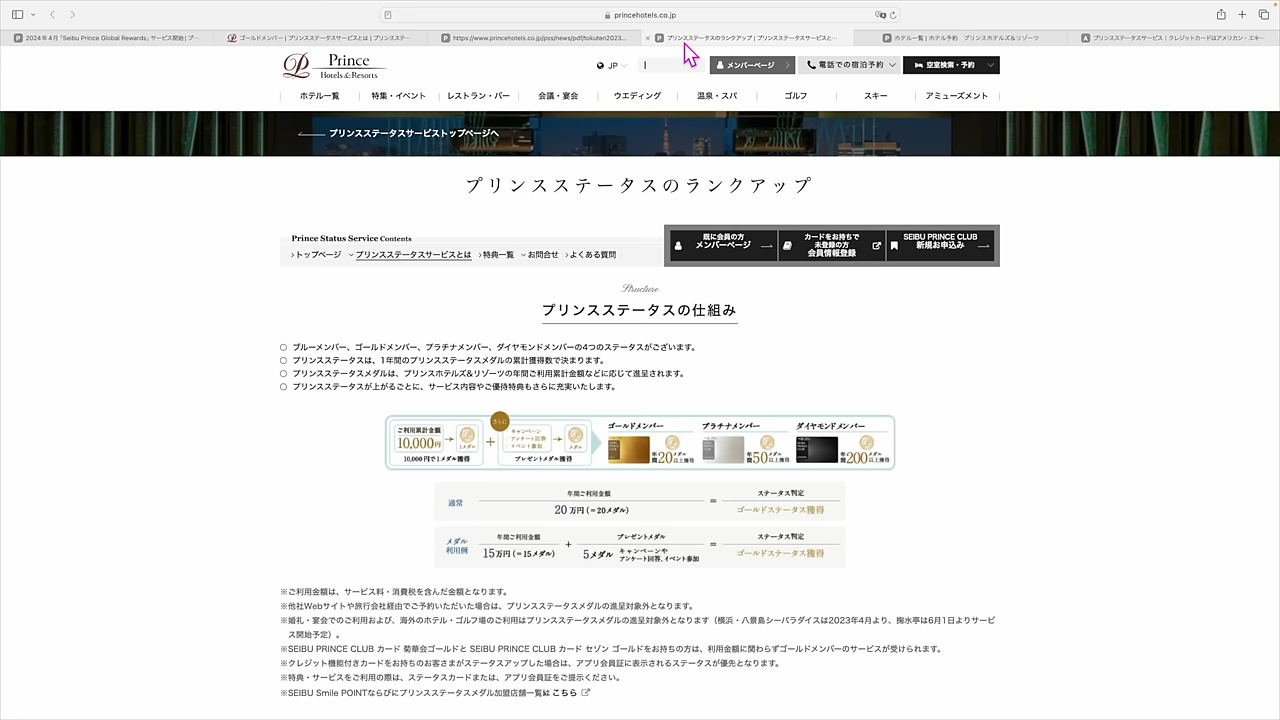 princehotels.co.jp
2024年4月「Seibu Prince Global Rewards」サービス開始 | プ…
ゴールドメンバー | プリンスステータスサービスとは | プリンスステ…
https://www.princehotels.co.jp/pss/news/pdf/tokuten2023…
プリンスステータスのランクアップ | プリンスステータスサービスと…
ホテル一覧 | ホテル予約 プリンスホテルズ&リゾーツ
プリンスステータスサービス | クレジットカードはアメリカン・エキ…
Prince
Hotels & Resorts
JP
メンバーページ
電話での宿泊予約
空室検索・予約
ホテル一覧
特集・イベント
レストラン・バー
会議・宴会
ウエディング
温泉・スパ
ゴルフ
スキー
アミューズメント
プリンスステータスサービストップページへ
プリンスステータスのランクアップ
Prince Status Service Contents
トップページ
プリンスステータスサービスとは
特典一覧
お問合せ
よくある質問
既に会員の方
メンバーページ
カードをお持ちで
未登録の方
会員情報登録
SEIBU PRINCE CLUB
新規お申込み
Structure
プリンスステータスの仕組み
○ ブルーメンバー、ゴールドメンバー、プラチナメンバー、ダイヤモンドメンバーの4つのステータスがございます。
○ プリンスステータスは、1年間のプリンスステータスメダルの累計獲得数で決まります。
○ プリンスステータスメダルは、プリンスホテルズ&リゾーツの年間ご利用累計金額などに応じて進呈されます。
○ プリンスステータスが上がるごとに、サービス内容やご優待特典もさらに充実いたします。
ご利用累計金額
10,000円
1メダル
10,000円で1メダル獲得
+
さらに
キャンペーン
アンケート回答
イベント参加
メダル
プレゼントメダル獲得
ゴールドメンバー
年間20メダル以上獲得
プラチナメンバー
年間50メダル以上獲得
ダイヤモンドメンバー
年間200メダル以上獲得
通常
年間ご利用金額
20万円（=20メダル）
=
ステータス判定
ゴールドステータス獲得
メダル
利用例
年間ご利用金額
15万円（=15メダル）
+
プレゼントメダル
5メダル
キャンペーンや
アンケート回答、イベント参加
=
ステータス判定
ゴールドステータス獲得
※ご利用金額は、サービス料・消費税を含んだ金額となります。
※他社Webサイトや旅行会社経由でご予約いただいた場合は、プリンスステータスメダルの進呈対象外となります。
※婚礼・宴会でのご利用および、海外のホテル・ゴルフ場のご利用はプリンスステータスメダルの進呈対象外となります（横浜・八景島シーパラダイスは2023年4月より、掬水亭は6月1日よりサービ
ス開始予定）。
※SEIBU PRINCE CLUB カード 菊華会ゴールドと SEIBU PRINCE CLUB カード セゾン ゴールドをお持ちの方は、利用金額に関わらずゴールドメンバーのサービスが受けられます。
※クレジット機能付きカードをお持ちのお客さまがステータスアップした場合は、アプリ会員証に表示されるステータスが優先となります。
※特典・サービスをご利用の際は、ステータスカードまたは、アプリ会員証をご提示ください。
※SEIBU Smile POINTならびにプリンスステータスメダル加盟店舗一覧は こちら